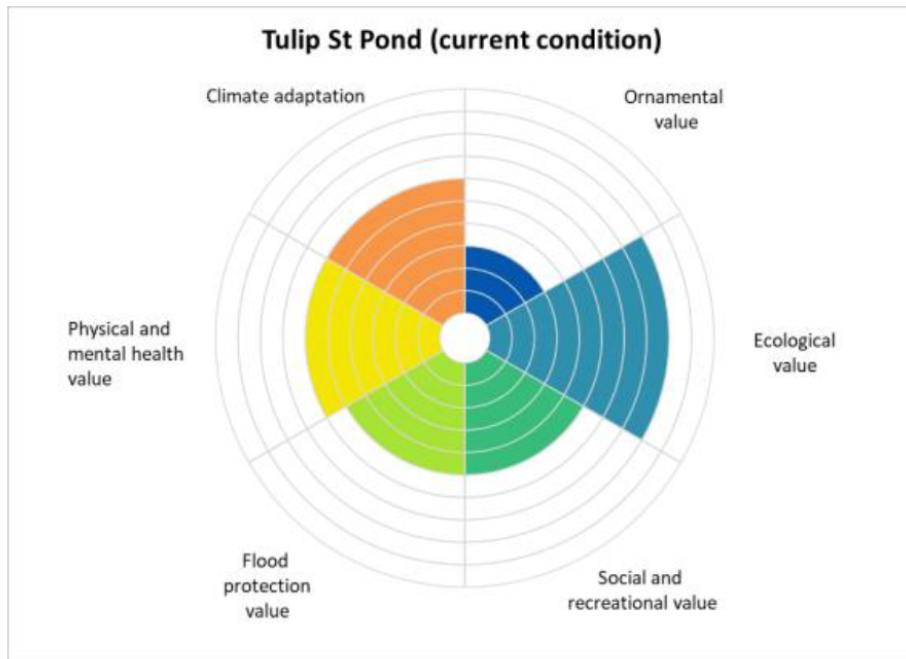 Tulip St Pond (current condition)
Climate adaptation
Ornamental
value
Physical and
mental health
value
Ecological
value
Flood
protection
value
Social and
recreational value